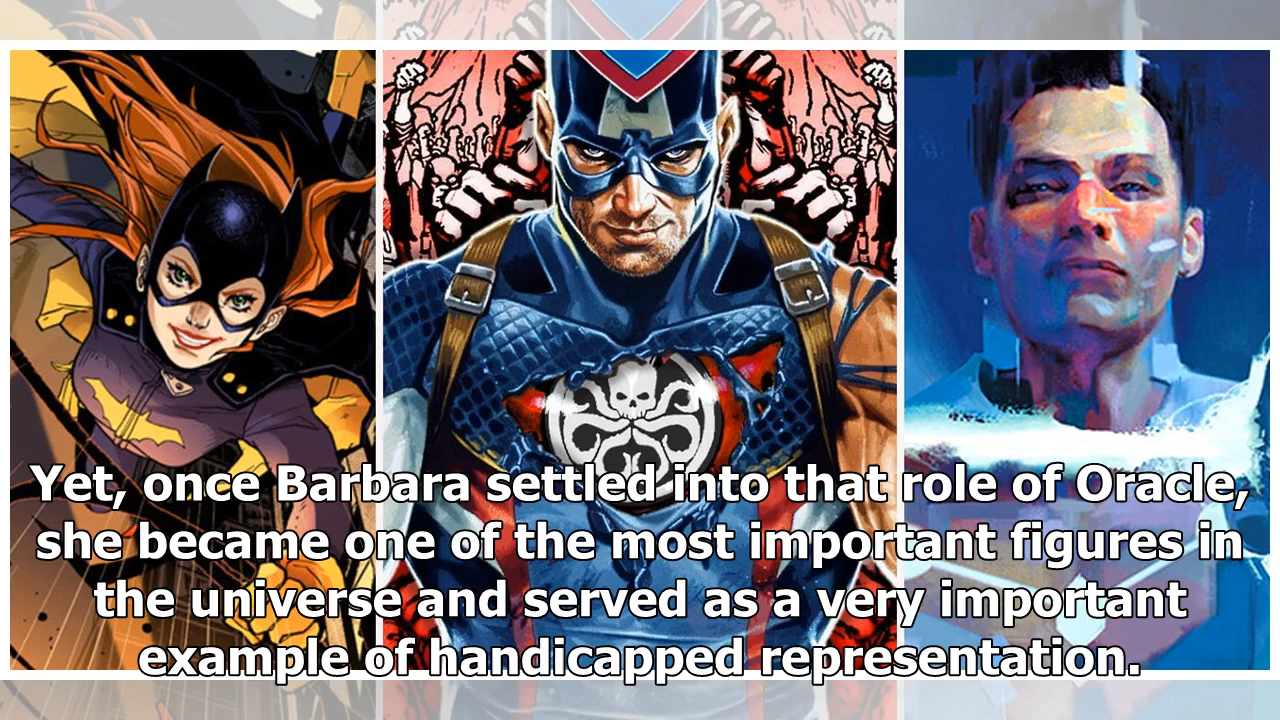 Yet, once Barbara settled into that role of Oracle,
she became one of the most important figures in
the universe and served as a very important
example of handicapped representation.